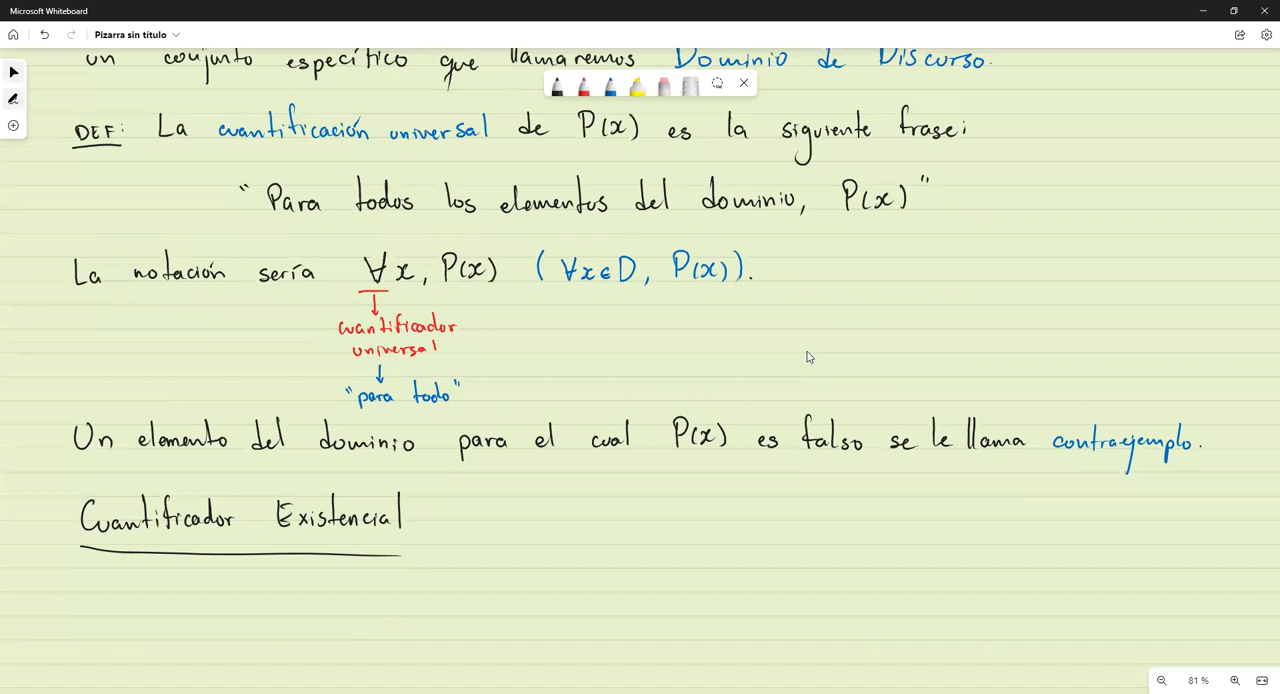 Microsoft Whiteboard
Pizarra sin título
un conjunto específico que llamaremos Dominio de Discurso.
DEF: La cuantificación universal de P(x) es la siguiente frase:
"Para todos los elementos del dominio, P(x)"
La notación sería ∀x, P(x) (∀x∈D, P(x)).
cuantificador
universal
"para todo"
Un elemento del dominio para el cual P(x) es falso se le llama contraejemplo.
Cuantificador Existencial
81 %